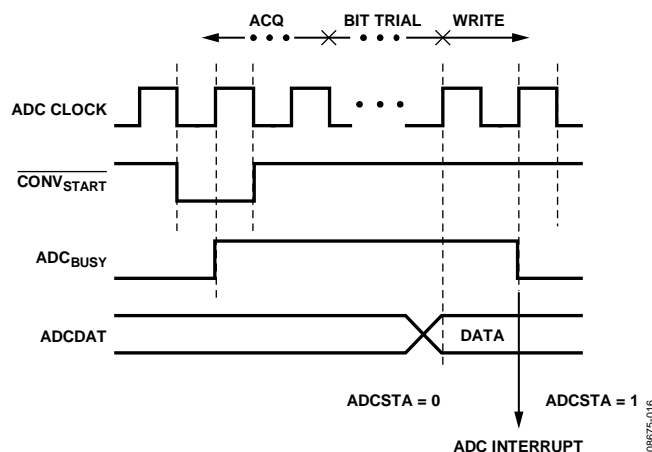 ACQ BIT TRIAL WRITE
ADC CLOCK
CONVSTART
ADCBUSY
ADCDAT
DATA
ADCSTA = 0 ADCSTA = 1
ADC INTERRUPT
08675-016